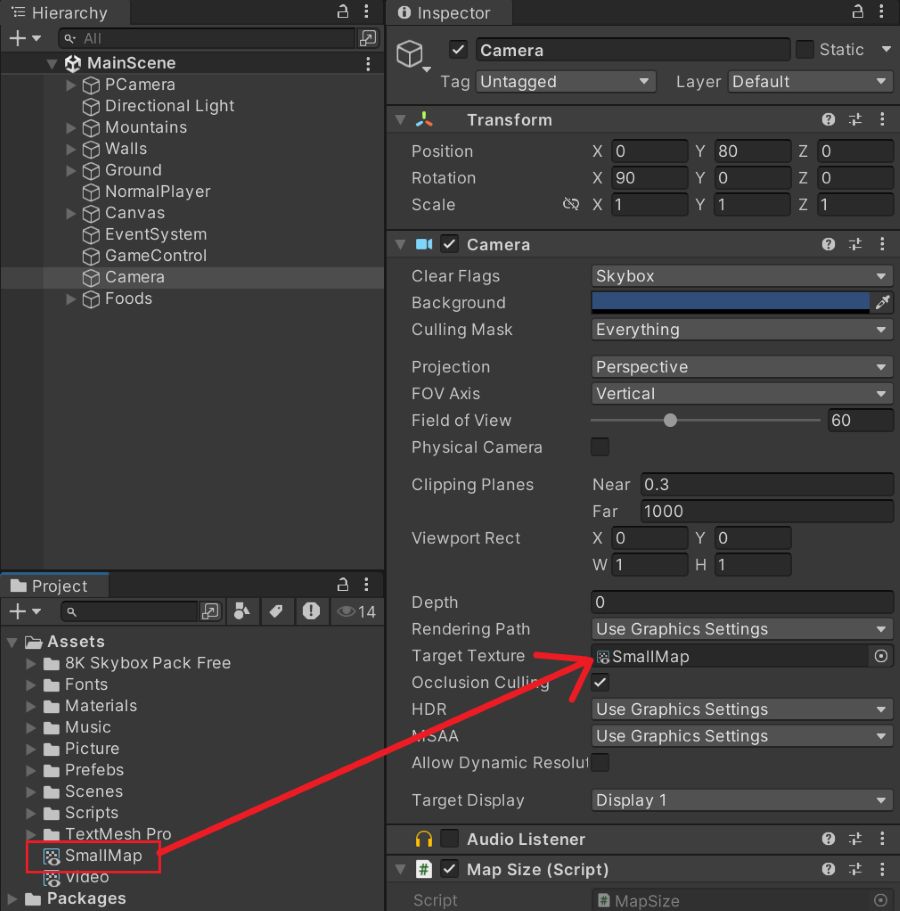 Hierarchy
All
MainScene
PCamera
Directional Light
Mountains
Walls
Ground
NormalPlayer
Canvas
EventSystem
GameControl
Camera
Foods
Project
14
Assets
8K Skybox Pack Free
Fonts
Materials
Music
Picture
Prefebs
Scenes
Scripts
TextMesh Pro
SmallMap
Video
Packages
Inspector
Camera Static
Tag Untagged Layer Default
Transform
Position X 0 Y 80 Z 0
Rotation X 90 Y 0 Z 0
Scale X 1 Y 1 Z 1
Camera
Clear Flags Skybox
Background
Culling Mask Everything
Projection Perspective
FOV Axis Vertical
Field of View 60
Physical Camera
Clipping Planes Near 0.3
Far 1000
Viewport Rect X 0 Y 0
W 1 H 1
Depth 0
Rendering Path Use Graphics Settings
Target Texture SmallMap
Occlusion Culling
HDR Use Graphics Settings
MSAA Use Graphics Settings
Allow Dynamic Resolut
Target Display Display 1
Audio Listener
Map Size (Script)
Script # MapSize